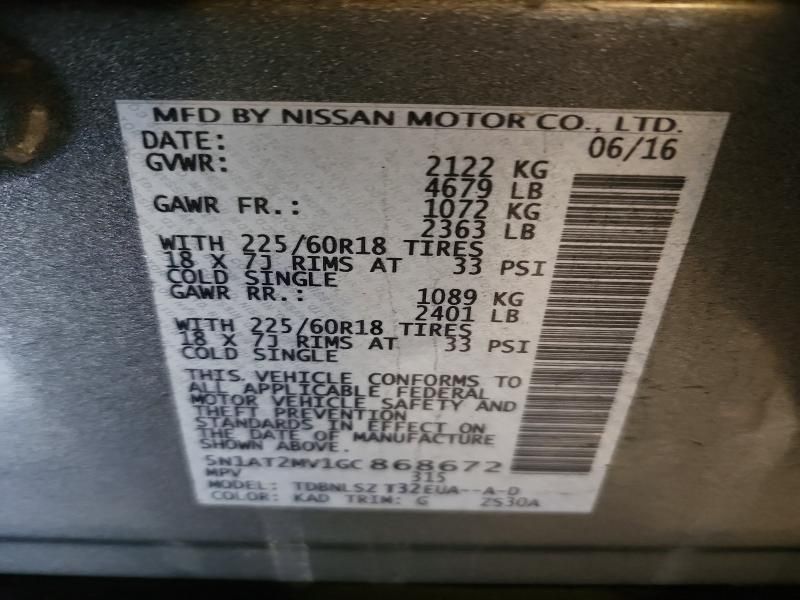 MFD BY NISSAN MOTOR CO., LTD.
DATE: 06/16
GVWR: 2122 KG
4679 LB
GAWR FR.: 1072 KG
2363 LB
WITH 225/60R18 TIRES
18 X 7J RIMS AT 33 PSI
COLD SINGLE
GAWR RR.: 1089 KG
2401 LB
WITH 225/60R18 TIRES
18 X 7J RIMS AT 33 PSI
COLD SINGLE
THIS VEHICLE CONFORMS TO
ALL APPLICABLE FEDERAL
MOTOR VEHICLE SAFETY AND
THEFT PREVENTION
STANDARDS IN EFFECT ON
THE DATE OF MANUFACTURE
SHOWN ABOVE.
5N1AT2MV1GC868672
MPV 315
MODEL: TDBNLSZ T32EUA--A-D
COLOR: KAD TRIM: G 2S30A